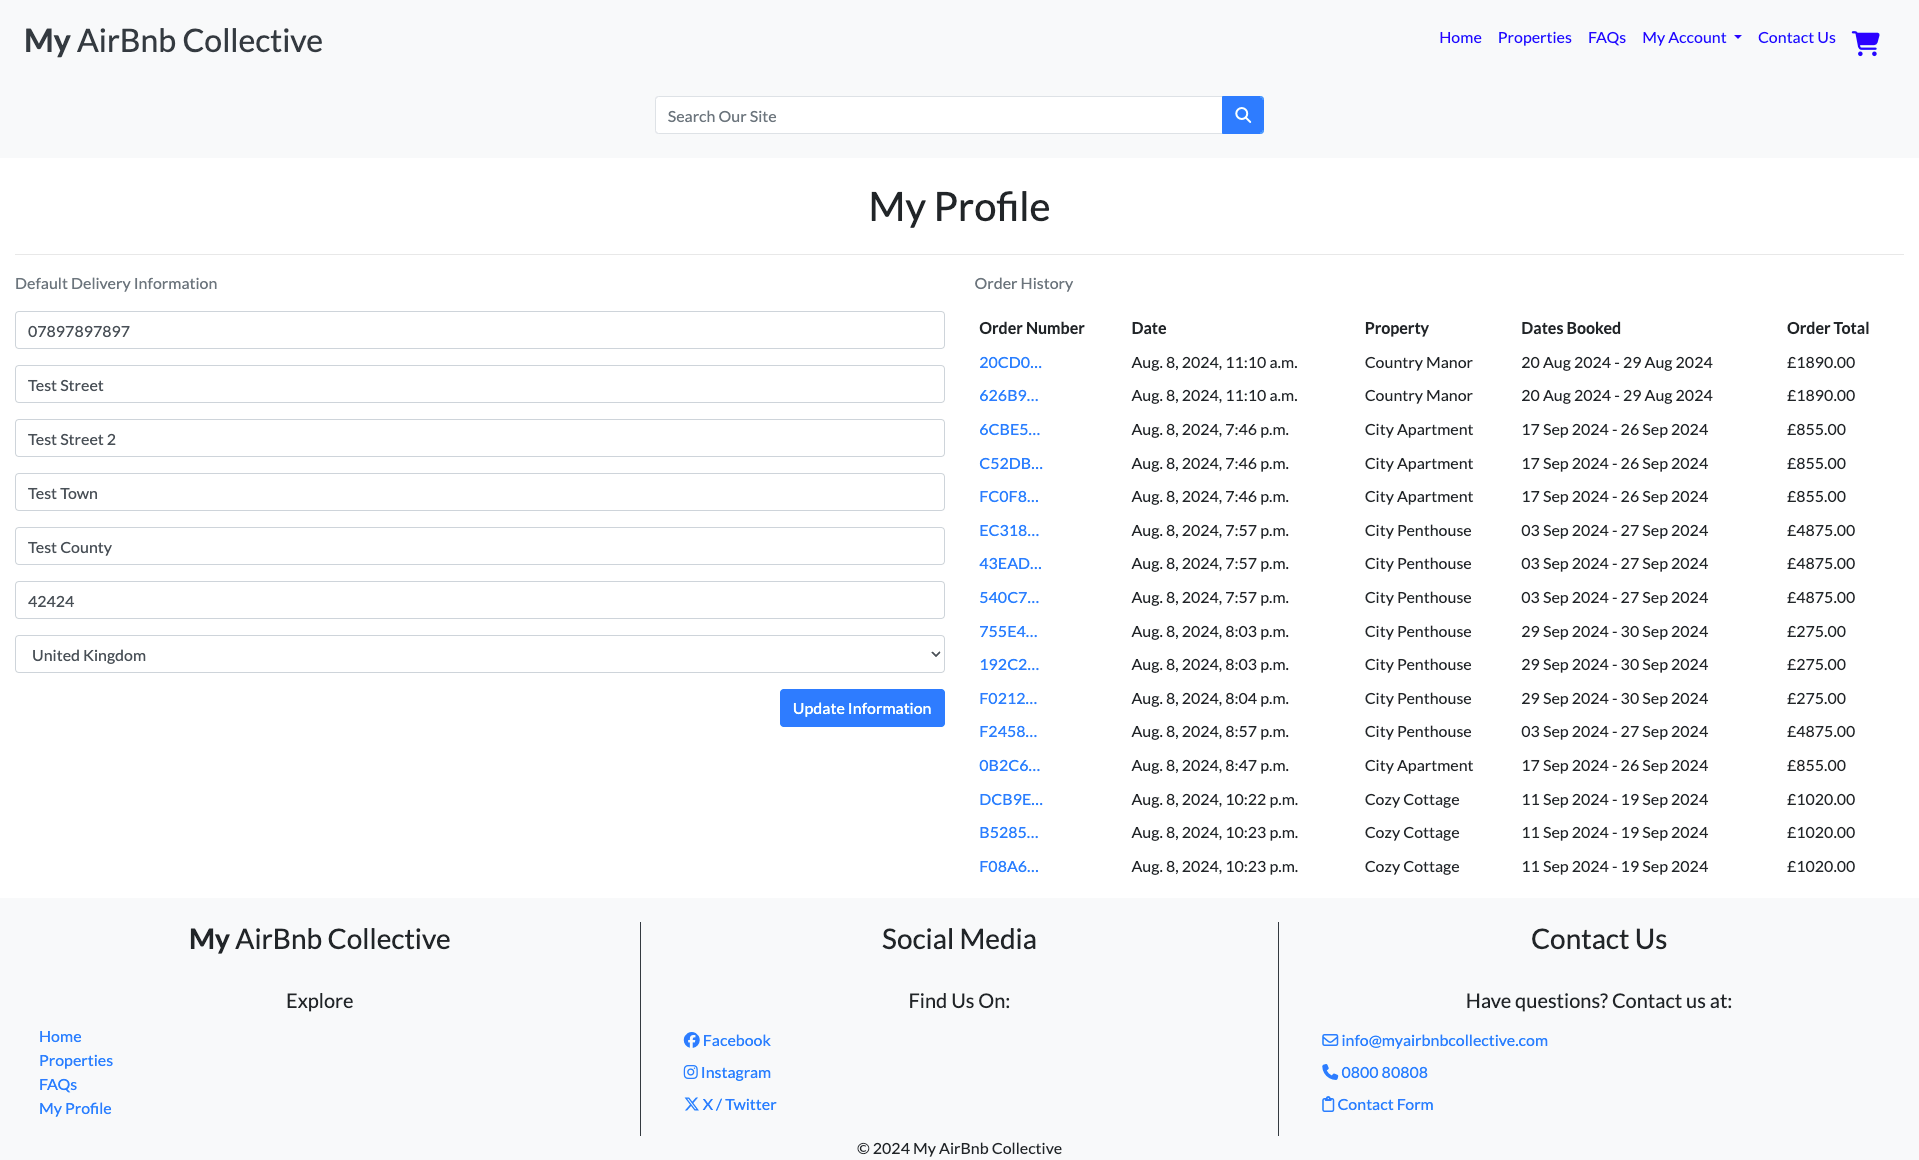 My AirBnb Collective
Home Properties FAQs My Account Contact Us
Search Our Site
My Profile
Default Delivery Information
07897897897
Test Street
Test Street 2
Test Town
Test County
42424
United Kingdom
Update Information
Order History
Order Number Date Property Dates Booked Order Total
20CD0... Aug. 8, 2024, 11:10 a.m. Country Manor 20 Aug 2024 - 29 Aug 2024 £1890.00
626B9... Aug. 8, 2024, 11:10 a.m. Country Manor 20 Aug 2024 - 29 Aug 2024 £1890.00
6CBE5... Aug. 8, 2024, 7:46 p.m. City Apartment 17 Sep 2024 - 26 Sep 2024 £855.00
C52DB... Aug. 8, 2024, 7:46 p.m. City Apartment 17 Sep 2024 - 26 Sep 2024 £855.00
FC0F8... Aug. 8, 2024, 7:46 p.m. City Apartment 17 Sep 2024 - 26 Sep 2024 £855.00
EC318... Aug. 8, 2024, 7:57 p.m. City Penthouse 03 Sep 2024 - 27 Sep 2024 £4875.00
43EAD... Aug. 8, 2024, 7:57 p.m. City Penthouse 03 Sep 2024 - 27 Sep 2024 £4875.00
540C7... Aug. 8, 2024, 7:57 p.m. City Penthouse 03 Sep 2024 - 27 Sep 2024 £4875.00
755E4... Aug. 8, 2024, 8:03 p.m. City Penthouse 29 Sep 2024 - 30 Sep 2024 £275.00
192C2... Aug. 8, 2024, 8:03 p.m. City Penthouse 29 Sep 2024 - 30 Sep 2024 £275.00
F0212... Aug. 8, 2024, 8:04 p.m. City Penthouse 29 Sep 2024 - 30 Sep 2024 £275.00
F2458... Aug. 8, 2024, 8:57 p.m. City Penthouse 03 Sep 2024 - 27 Sep 2024 £4875.00
0B2C6... Aug. 8, 2024, 8:47 p.m. City Apartment 17 Sep 2024 - 26 Sep 2024 £855.00
DCB9E... Aug. 8, 2024, 10:22 p.m. Cozy Cottage 11 Sep 2024 - 19 Sep 2024 £1020.00
B5285... Aug. 8, 2024, 10:23 p.m. Cozy Cottage 11 Sep 2024 - 19 Sep 2024 £1020.00
F08A6... Aug. 8, 2024, 10:23 p.m. Cozy Cottage 11 Sep 2024 - 19 Sep 2024 £1020.00
My AirBnb Collective
Explore
Home
Properties
FAQs
My Profile
Social Media
Find Us On:
Facebook
Instagram
X / Twitter
Contact Us
Have questions? Contact us at:
info@myairbnbcollective.com
0800 80808
Contact Form
© 2024 My AirBnb Collective